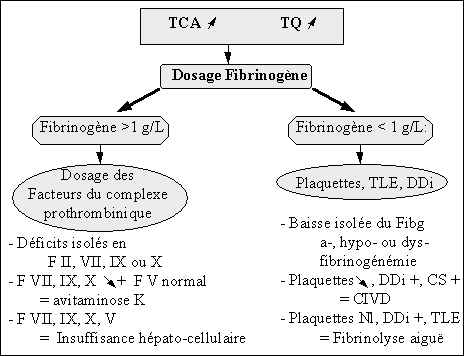 TCA ↗ TQ ↗
Dosage Fibrinogène
Fibrinogène >1 g/L
Fibrinogène < 1 g/L:
Dosage des
Facteurs du complexe
prothrombinique
Plaquettes, TLE, DDi
- Déficits isolés en
F II, VII, IX ou X
- F VII, IX, X ↘ + F V normal
= avitaminose K
- F VII, IX, X, V
= Insuffisance hépato-cellulaire
- Baisse isolée du Fibg
a-, hypo- ou dys-
fibrinogénémie
- Plaquettes ↘ , DDi +, CS +
= CIVD
- Plaquettes Nl, DDi +, TLE
= Fibrinolyse aiguë